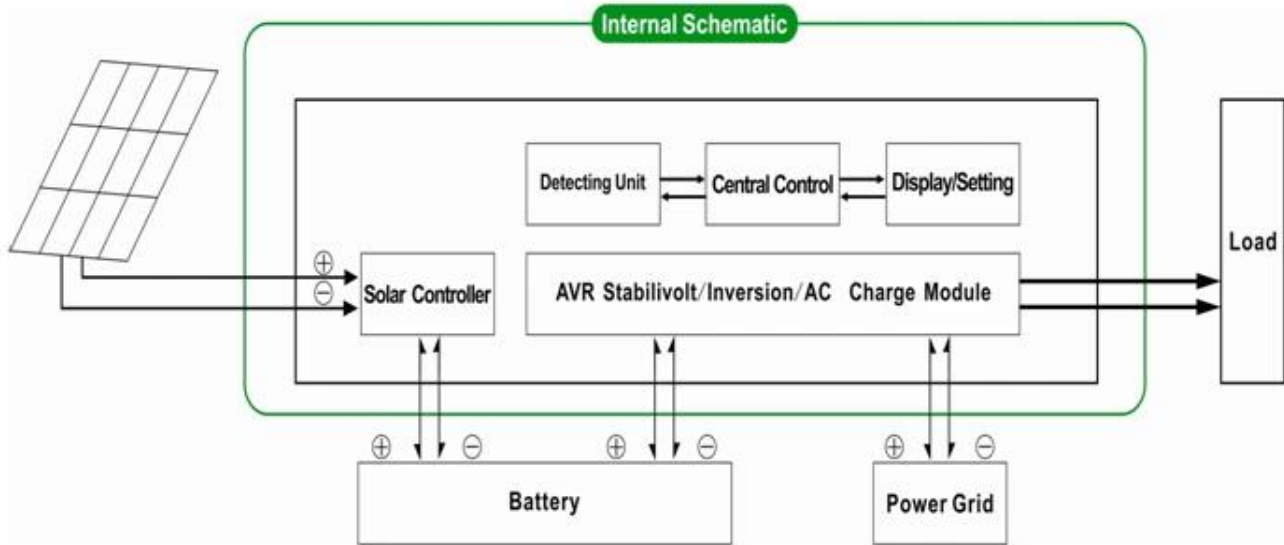 Internal Schematic
Detecting Unit
Central Control
Display/Setting
Load
⊕
⊖
Solar Controller
AVR Stabilivolt/Inversion/AC Charge Module
⊕ ⊖ ⊕ ⊖ ⊕ ⊖
Battery
Power Grid